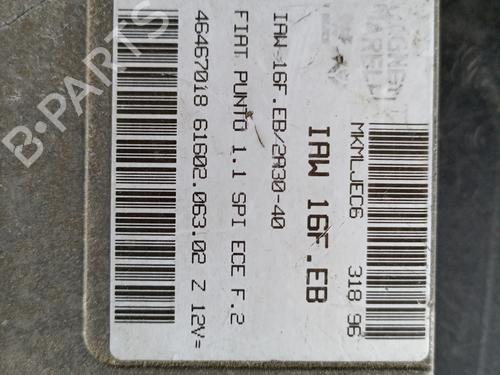 MAGNETI
MARELLI
MKMLJEC6 318 96
IAW 16F.EB
IAW 16F.EB/2A30-40
FIAT PUNTO 1.1 SPI ECE F.2
46467018 61602.063.02 Z 12V=
B·PARTS